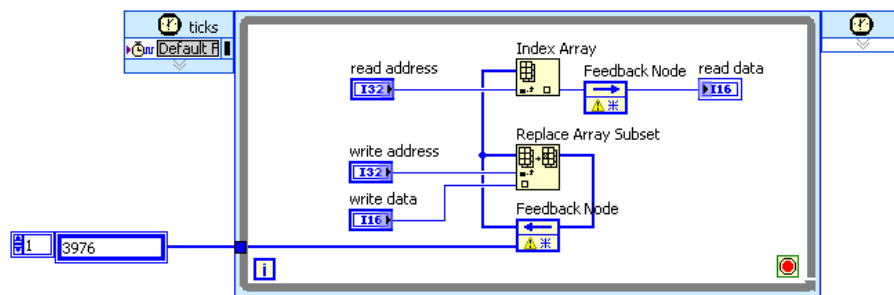 ticks
Default F
Index Array
read address
Feedback Node
read data
I32
I16
Replace Array Subset
write address
I32
write data
I16
Feedback Node
1
3976
i